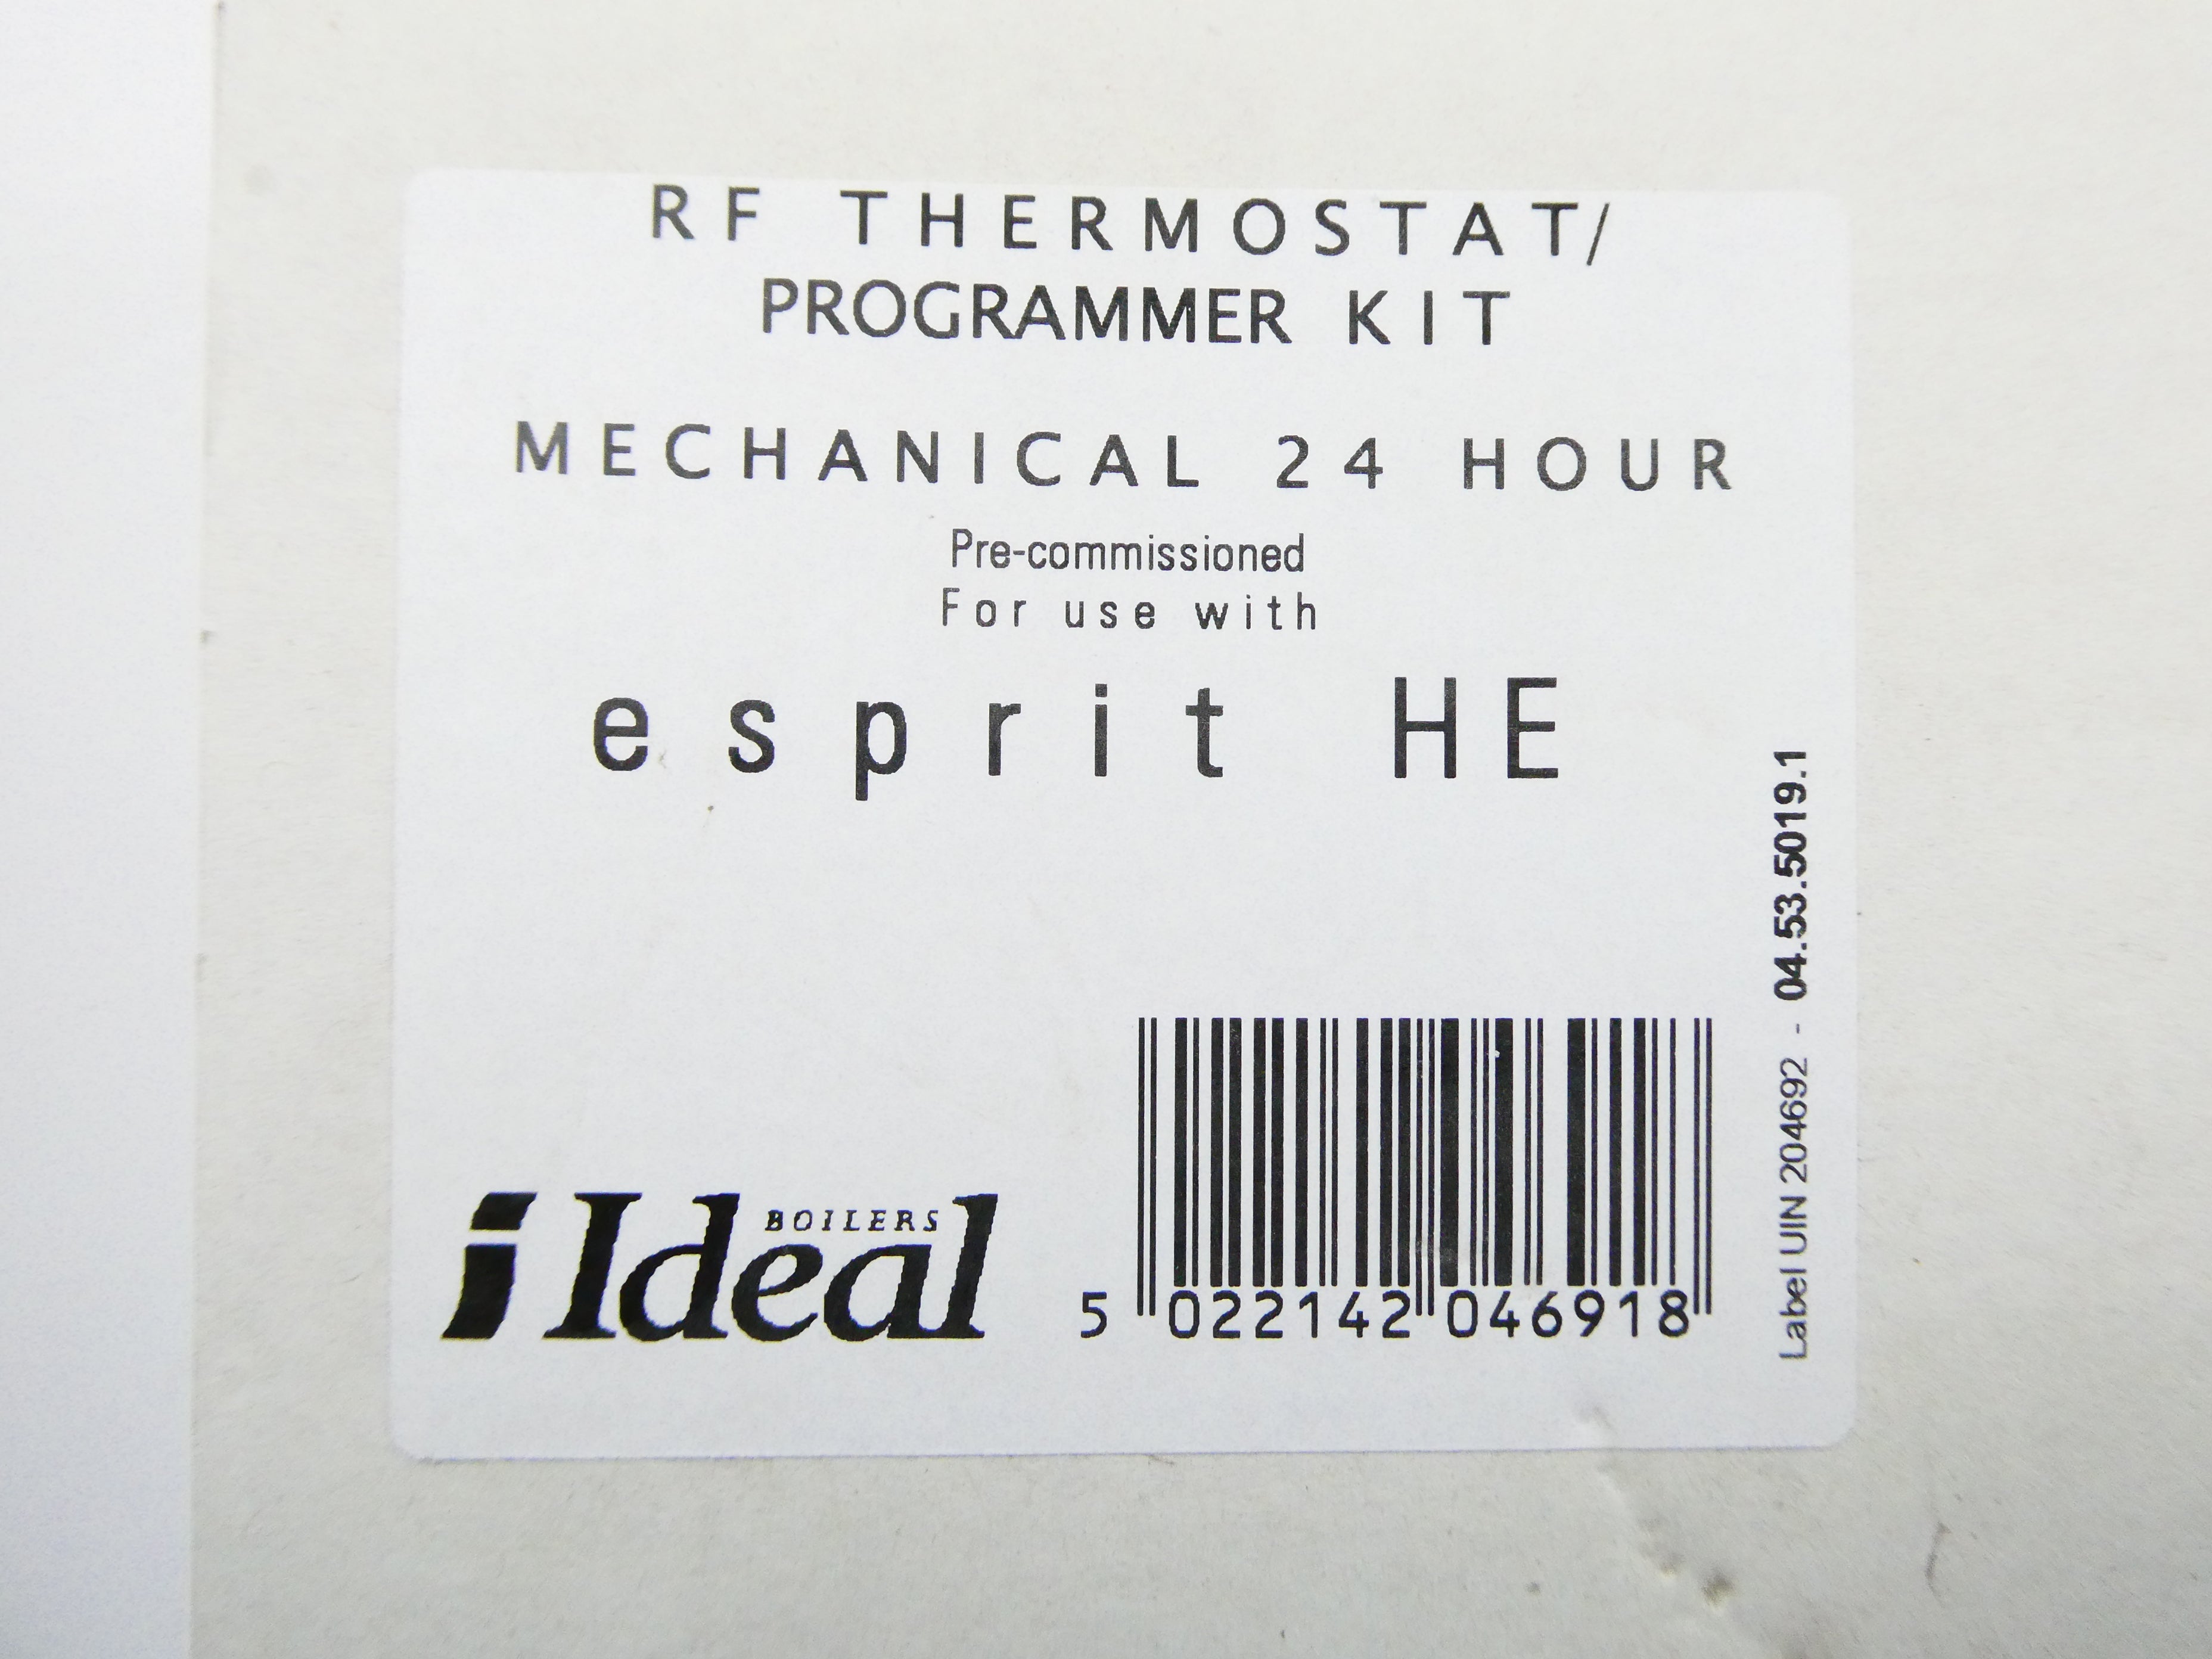 RF THERMOSTAT/
PROGRAMMER KIT
MECHANICAL 24 HOUR
Pre-commissioned
For use with
esprit HE
Label UIN 204692 - 04.53.5019.1
BOILERS
Ideal
5 022142 046918